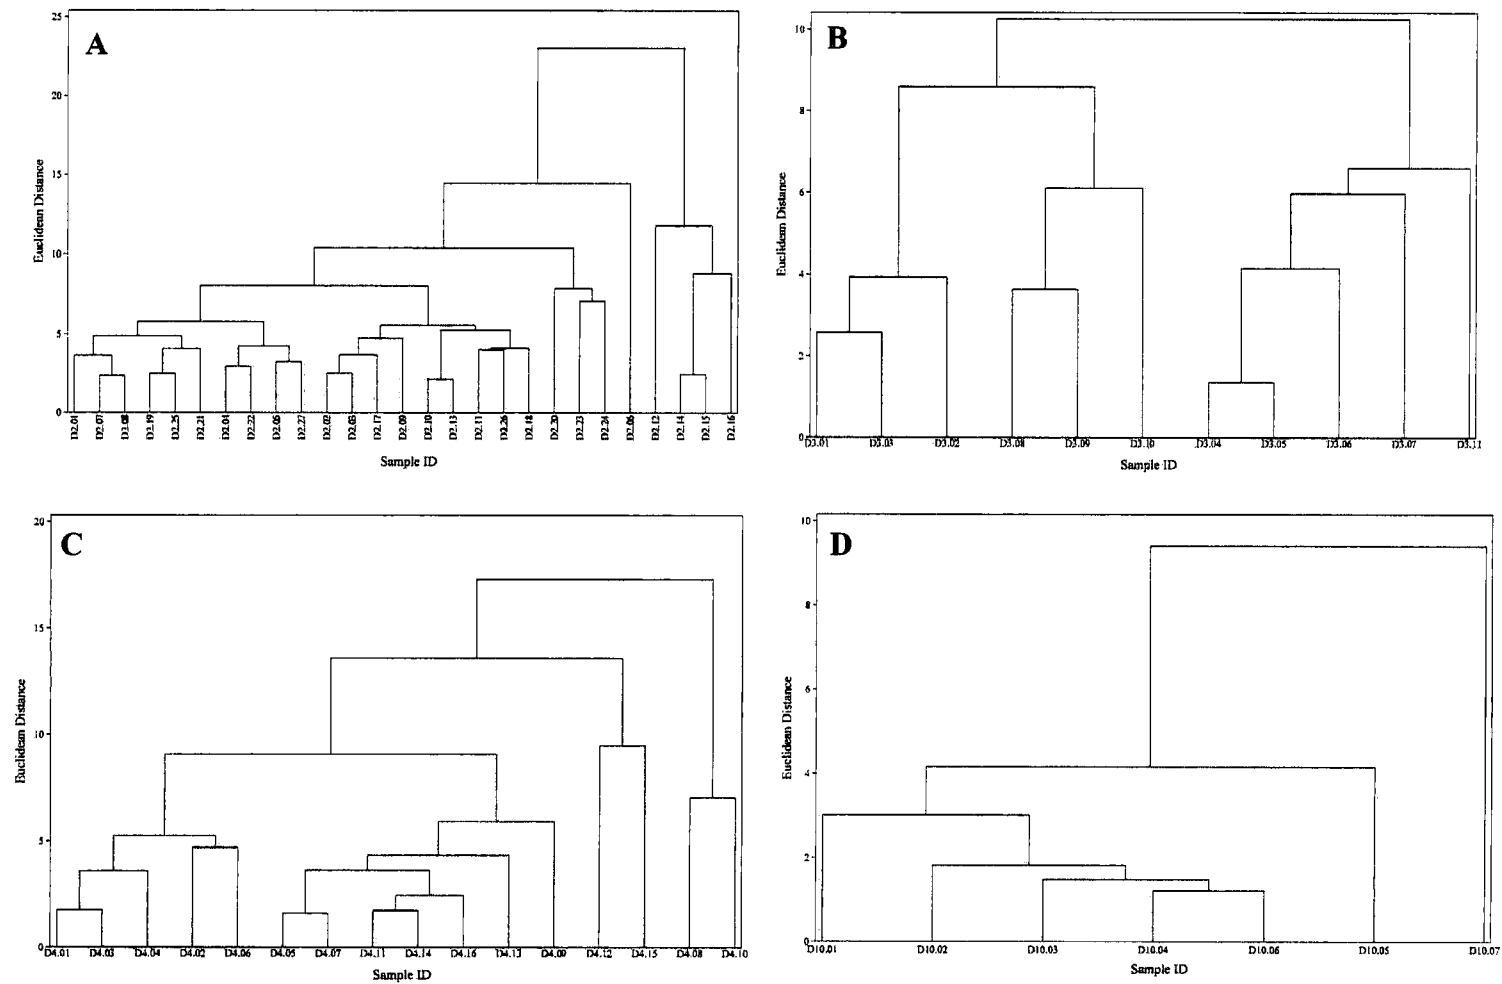 A
25
20
15
10
5
0
Euclidean Distance
D2.01 D2.07 D2.08 D2.19 D2.25 D2.21 D2.04 D2.22 D2.05 D2.27 D2.02 D2.03 D2.17 D2.09 D2.10 D2.13 D2.11 D2.26 D2.18 D2.20 D2.23 D2.24 D2.06 D2.12 D2.14 D2.15 D2.16
Sample ID
B
10
8
6
4
2
0
Euclidean Distance
D3.01 D3.03 D3.02 D3.08 D3.09 D3.10 D3.04 D3.05 D3.06 D3.07 D3.11
Sample ID
C
20
15
10
5
0
Euclidean Distance
D4.01 D4.03 D4.04 D4.02 D4.06 D4.05 D4.07 D4.11 D4.14 D4.16 D4.13 D4.09 D4.12 D4.15 D4.08 D4.10
Sample ID
D
10
8
6
4
2
0
Euclidean Distance
D10.01 D10.02 D10.03 D10.04 D10.06 D10.05 D10.07
Sample ID